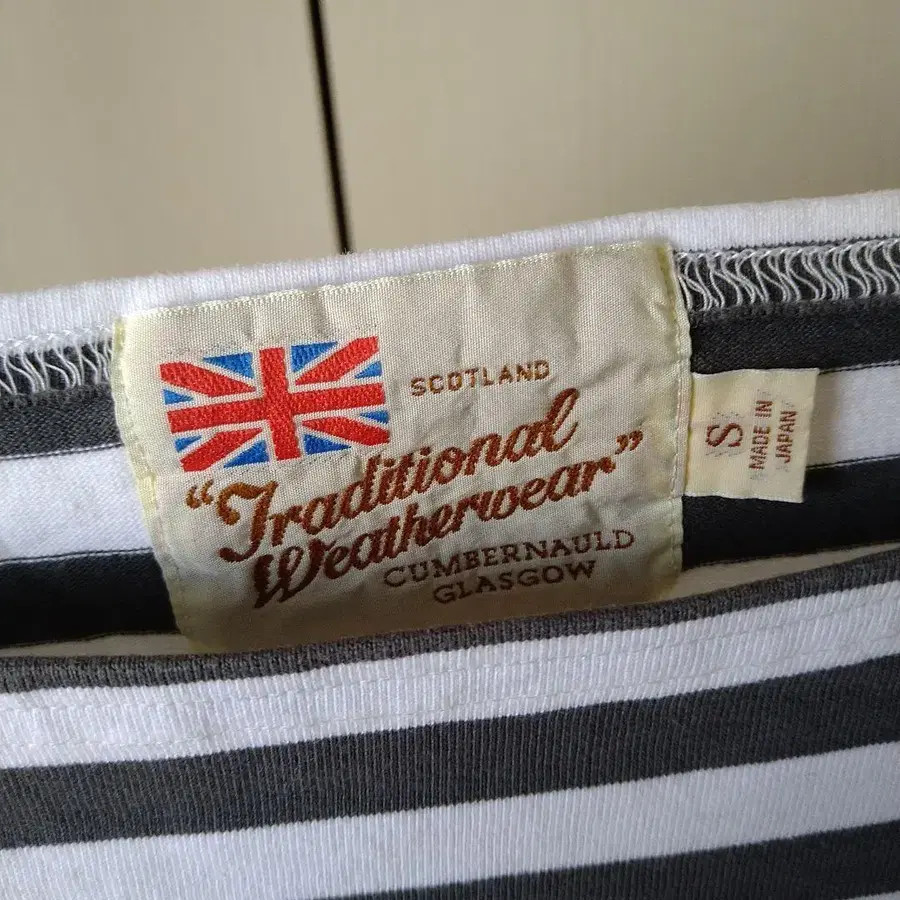 SCOTLAND
"Traditional
Weatherwear"
CUMBERNAULD
GLASGOW
S
MADE IN
JAPAN